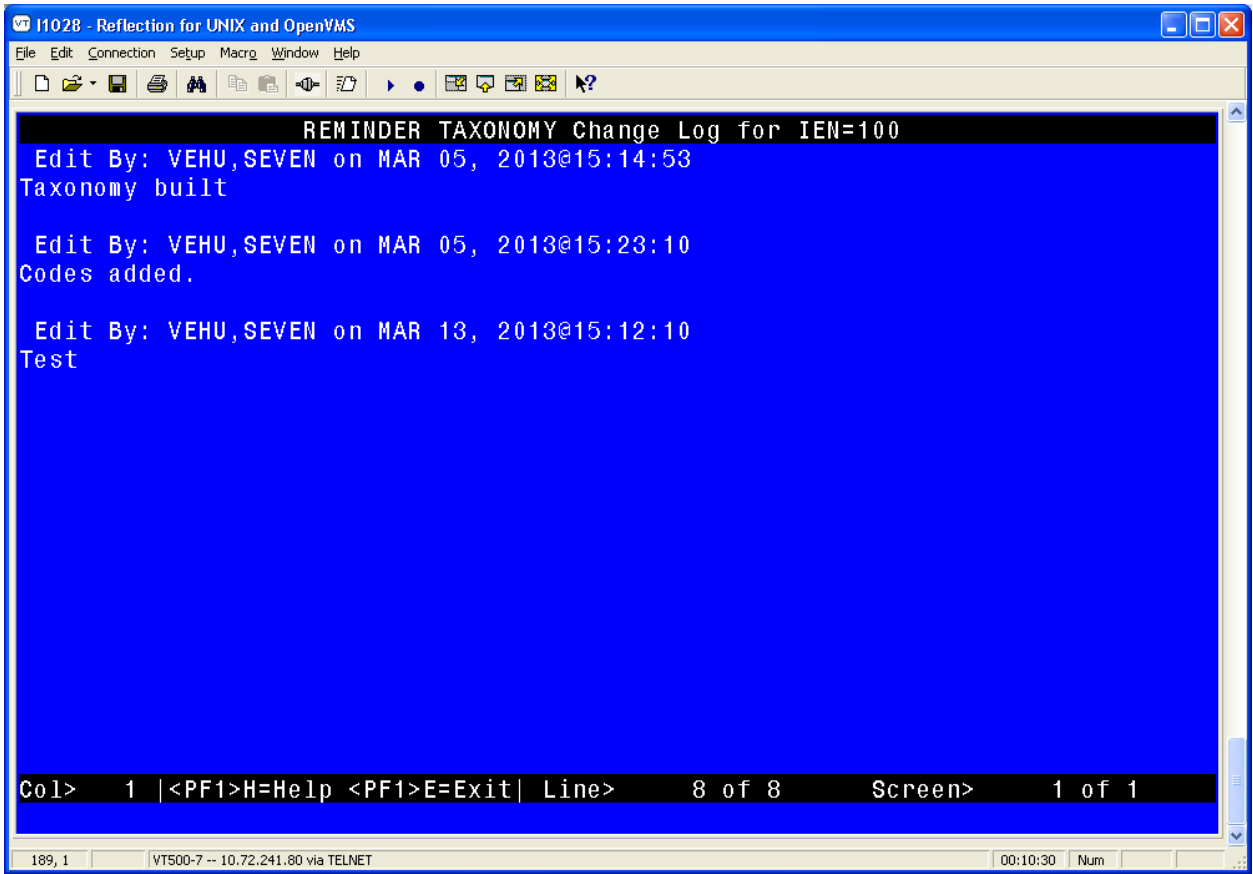 I1028 - Reflection for UNIX and OpenVMS
File Edit Connection Setup Macro Window Help
REMINDER TAXONOMY Change Log for IEN=100
Edit By: VEHU,SEVEN on MAR 05, 2013@15:14:53
Taxonomy built
Edit By: VEHU,SEVEN on MAR 05, 2013@15:23:10
Codes added.
Edit By: VEHU,SEVEN on MAR 13, 2013@15:12:10
Test
Col> 1 |<PF1>H=Help <PF1>E=Exit| Line> 8 of 8 Screen> 1 of 1
189, 1 VT500-7 -- 10.72.241.80 via TELNET 00:10:30 Num